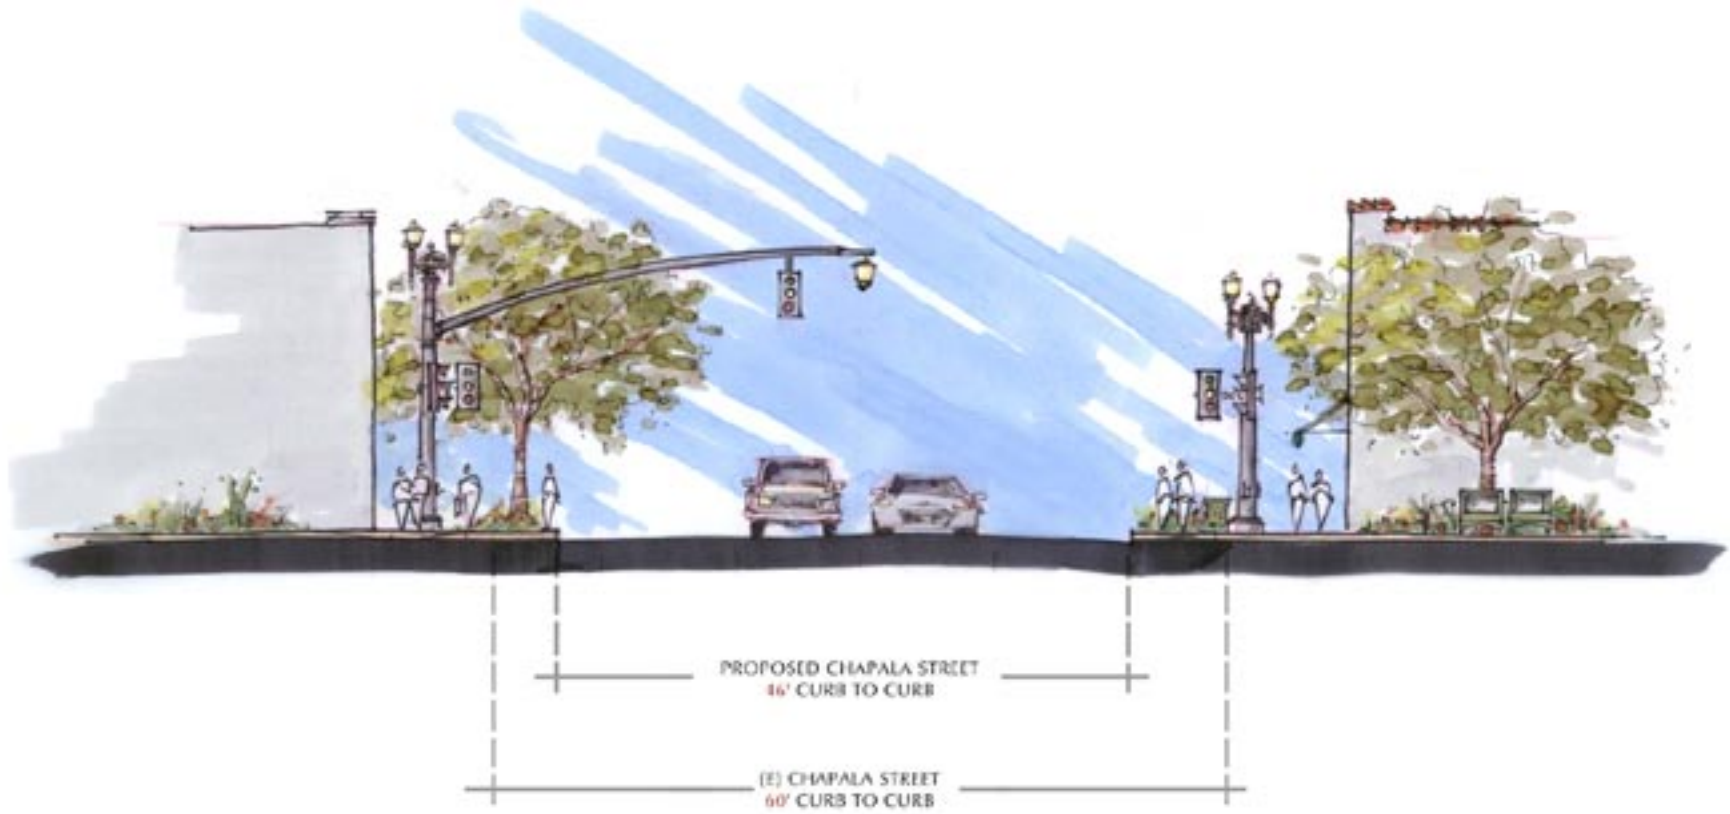 PROPOSED CHAPALA STREET
46' CURB TO CURB
(E) CHAPALA STREET
60' CURB TO CURB